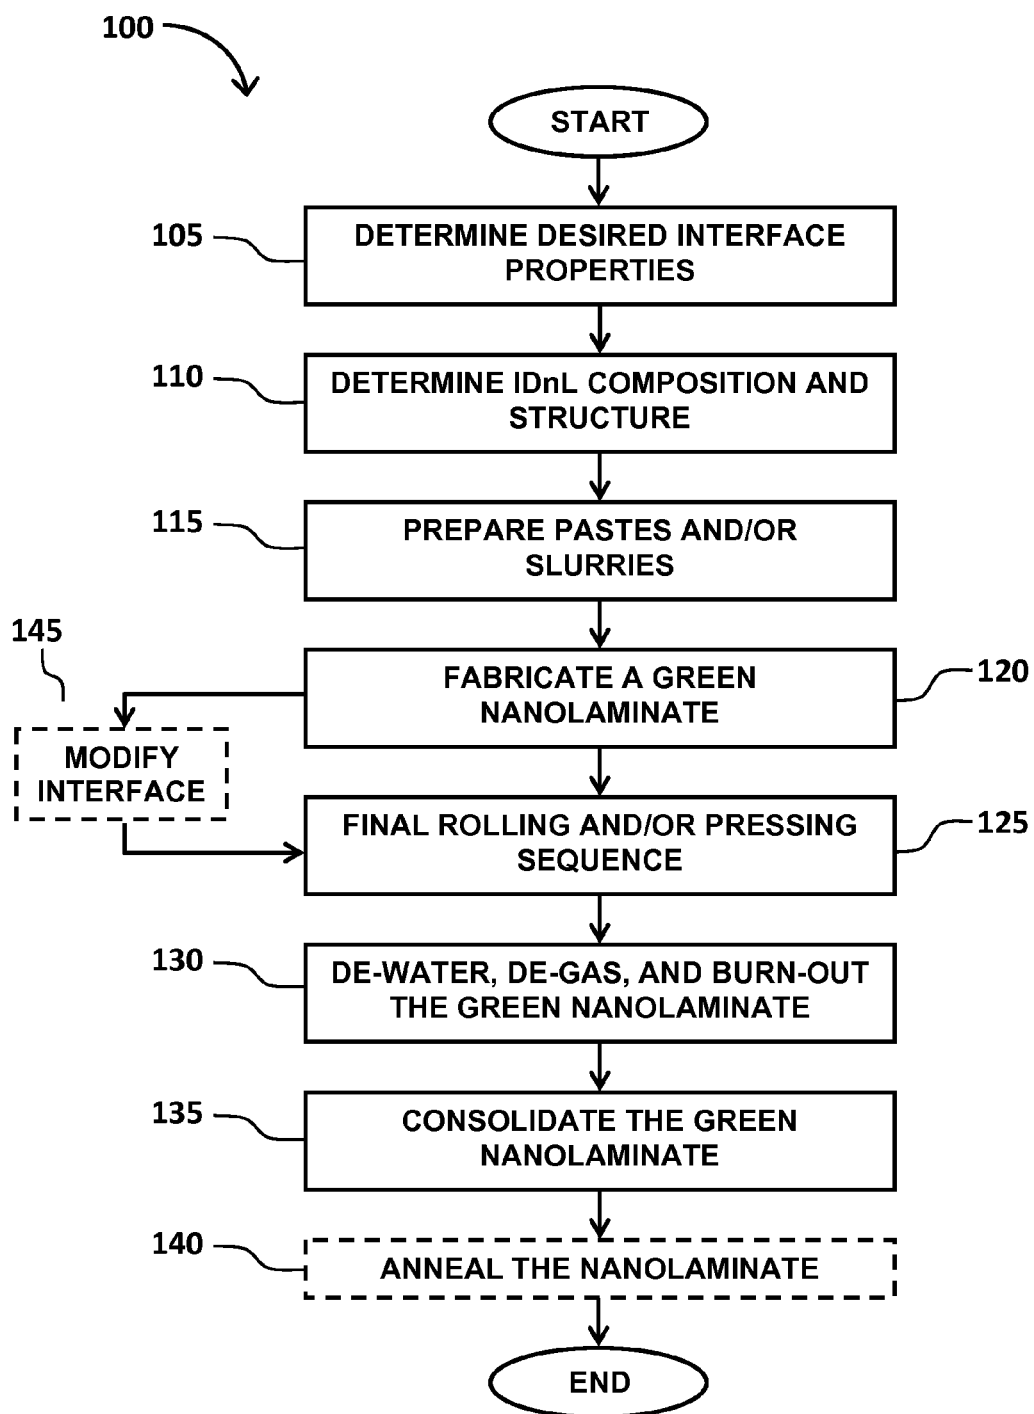 100
START
105
DETERMINE DESIRED INTERFACE
PROPERTIES
110
DETERMINE IDnL COMPOSITION AND
STRUCTURE
115
PREPARE PASTES AND/OR
SLURRIES
145
FABRICATE A GREEN
NANOLAMINATE
120
MODIFY
INTERFACE
FINAL ROLLING AND/OR PRESSING
SEQUENCE
125
130
DE-WATER, DE-GAS, AND BURN-OUT
THE GREEN NANOLAMINATE
135
CONSOLIDATE THE GREEN
NANOLAMINATE
140
ANNEAL THE NANOLAMINATE
END